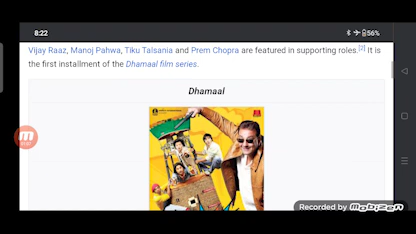 8:22
56%
Vijay Raaz, Manoj Pahwa, Tiku Talsania and Prem Chopra are featured in supporting roles.[2] It is
the first installment of the Dhamaal film series.
Dhamaal
Recorded by Mobizen